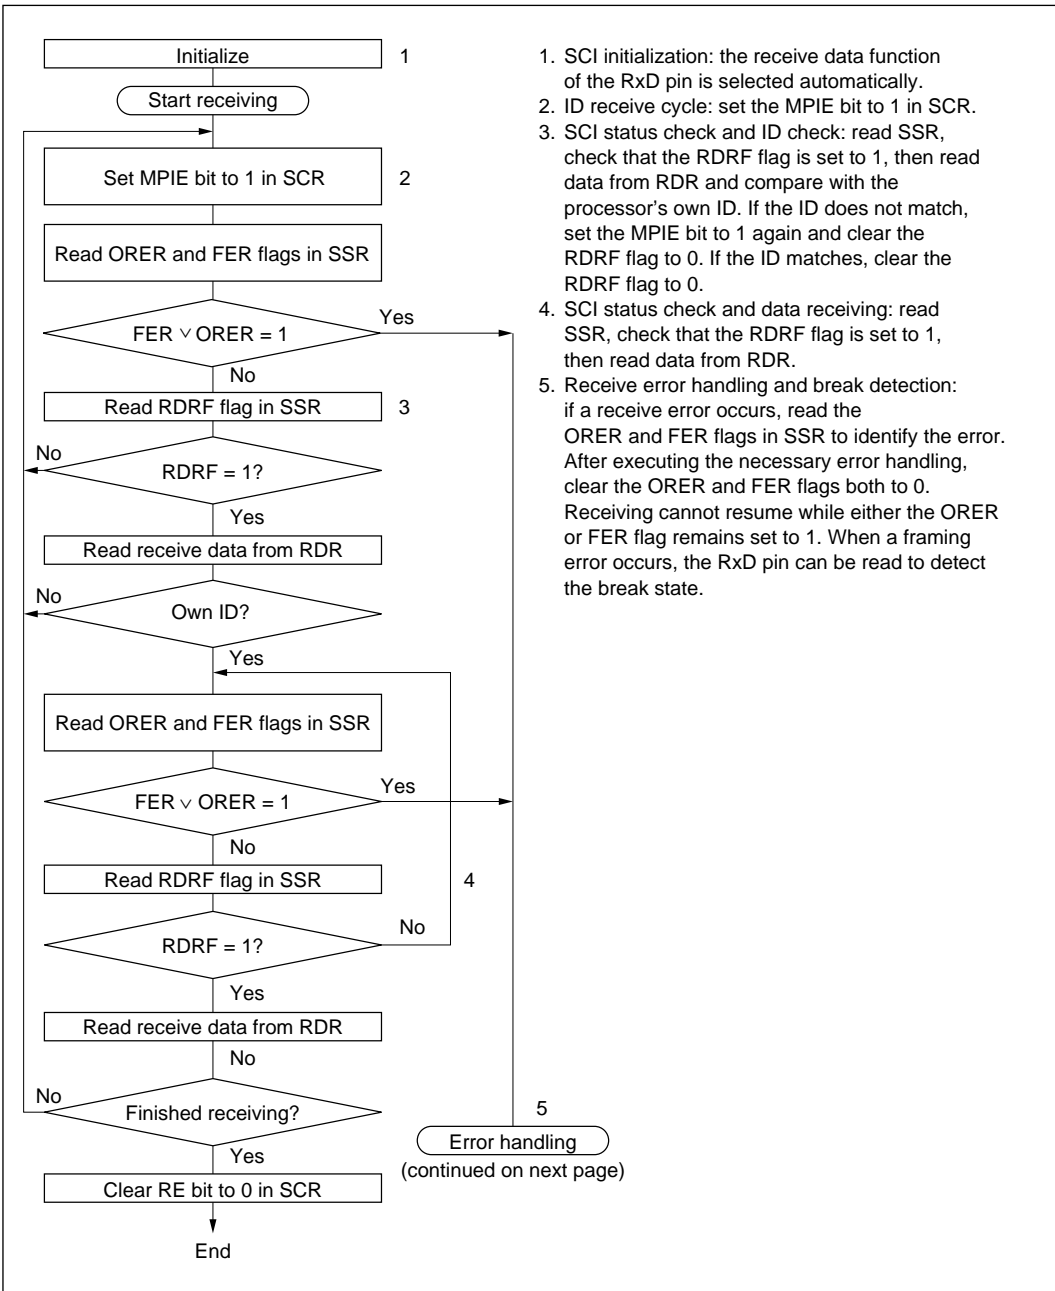 Initialize
1
Start receiving
Set MPIE bit to 1 in SCR
2
Read ORER and FER flags in SSR
FER ∨ ORER = 1
Yes
No
Read RDRF flag in SSR
3
No
RDRF = 1?
Yes
Read receive data from RDR
No
Own ID?
Yes
Read ORER and FER flags in SSR
FER ∨ ORER = 1
Yes
No
Read RDRF flag in SSR
4
RDRF = 1?
No
Yes
Read receive data from RDR
No
No
Finished receiving?
Yes
Clear RE bit to 0 in SCR
End
5
Error handling
(continued on next page)
1. SCI initialization: the receive data function
of the RxD pin is selected automatically.
2. ID receive cycle: set the MPIE bit to 1 in SCR.
3. SCI status check and ID check: read SSR,
check that the RDRF flag is set to 1, then read
data from RDR and compare with the
processor's own ID. If the ID does not match,
set the MPIE bit to 1 again and clear the
RDRF flag to 0. If the ID matches, clear the
RDRF flag to 0.
4. SCI status check and data receiving: read
SSR, check that the RDRF flag is set to 1,
then read data from RDR.
5. Receive error handling and break detection:
if a receive error occurs, read the
ORER and FER flags in SSR to identify the error.
After executing the necessary error handling,
clear the ORER and FER flags both to 0.
Receiving cannot resume while either the ORER
or FER flag remains set to 1. When a framing
error occurs, the RxD pin can be read to detect
the break state.